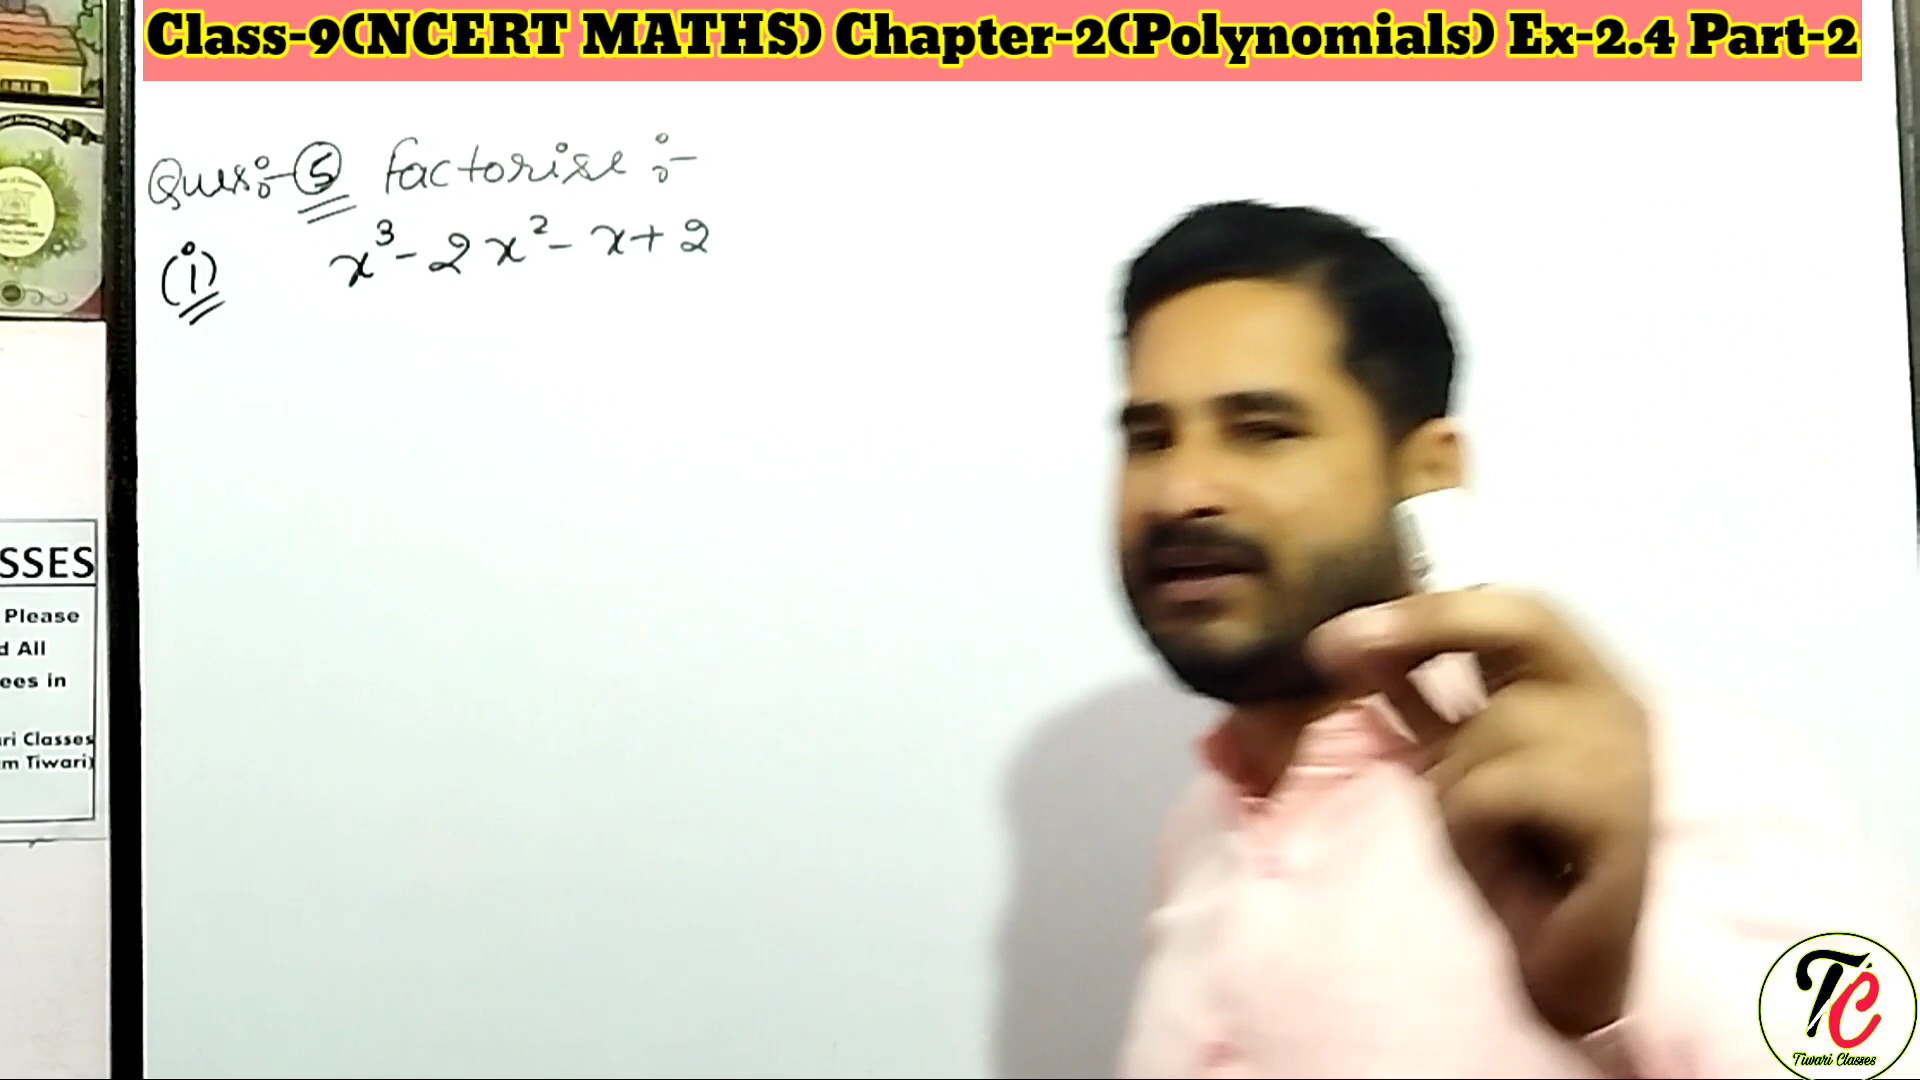 Class-9(NCERT MATHS) Chapter-2(Polynomials) Ex-2.4 Part-2
Ques:-⑤ factorise :-
(i) x³-2x²-x+2
SSES
Please
d All
ees in
ri Classes
m Tiwari)
TC
Tiwari Classes